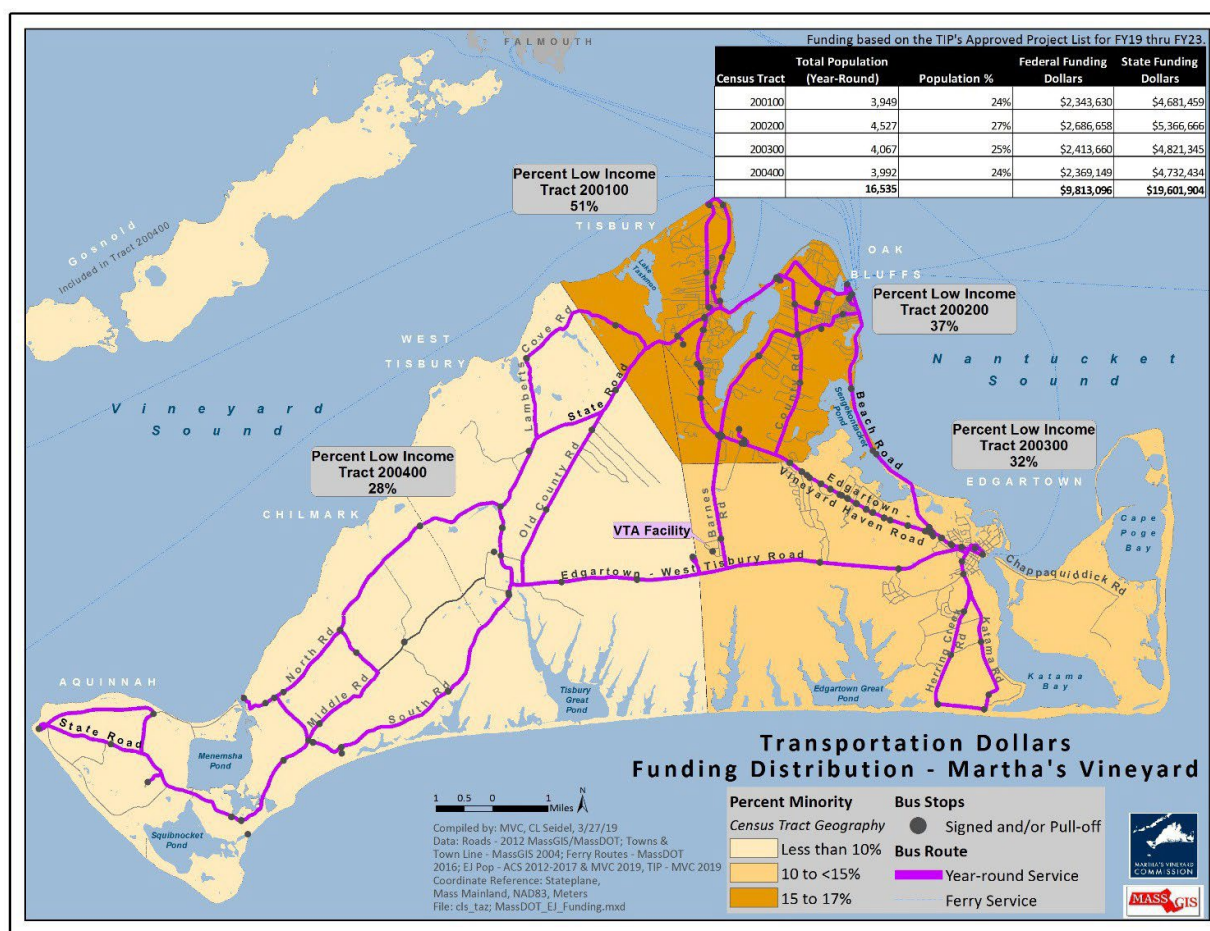 FALMOUTH
Funding based on the TIP's Approved Project List for FY19 thru FY23.
Census Tract Total Population (Year-Round) Population % Federal Funding Dollars State Funding Dollars
200100 3,949 24% $2,343,630 $4,681,459
200200 4,527 27% $2,686,658 $5,366,666
200300 4,067 25% $2,413,660 $4,821,345
200400 3,992 24% $2,369,149 $4,732,434
16,535 $9,813,096 $19,601,904
Percent Low Income
Tract 200100
51%
TISBURY
Gosnold
Included in Tract 200400
Lake
Tashmoo
OAK
BLUFFS
Percent Low Income
Tract 200200
37%
WEST
TISBURY
Lamberts Cove Rd
State Road
County Rd
Beach Road
Sengekontacket
Pond
Nantucket
Sound
Vineyard
Sound
Percent Low Income
Tract 200300
32%
EDGARTOWN
Percent Low Income
Tract 200400
28%
CHILMARK
Old County Rd
Barnes
Rd
Edgartown -
Vineyard Haven Road
VTA Facility
Cape
Poge
Bay
Edgartown - West Tisbury Road
Chappaquiddick Rd
North Rd
Middle Rd
South Rd
Herring Creek
Rd
Katama Rd
Katama
Bay
AQUINNAH
State Road
Menemsha
Pond
Squibnocket
Pond
Tisbury
Great
Pond
Edgartown Great
Pond
Transportation Dollars
Funding Distribution - Martha's Vineyard
1 0.5 0 1
Miles
N
Compiled by: MVC, CL Seidel, 3/27/19
Data: Roads - 2012 MassGIS/MassDOT; Towns &
Town Line - MassGIS 2004; Ferry Routes - MassDOT
2016; EJ Pop - ACS 2012-2017 & MVC 2019, TIP - MVC 2019
Coordinate Reference: Stateplane,
Mass Mainland, NAD83, Meters
File: cls_taz; MassDOT_EJ_Funding.mxd
Percent Minority
Census Tract Geography
Less than 10%
10 to <15%
15 to 17%
Bus Stops
Signed and/or Pull-off
Bus Route
Year-round Service
Ferry Service
MARTHA'S VINEYARD
COMMISSION
MASSGIS